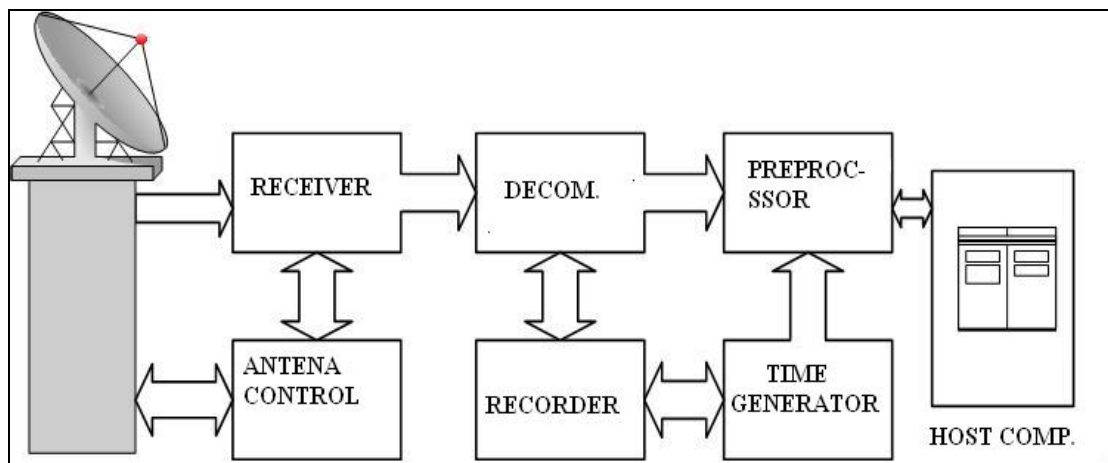 RECEIVER
DECOM.
PREPROC-
SSOR
ANTENA
CONTROL
RECORDER
TIME
GENERATOR
HOST COMP.